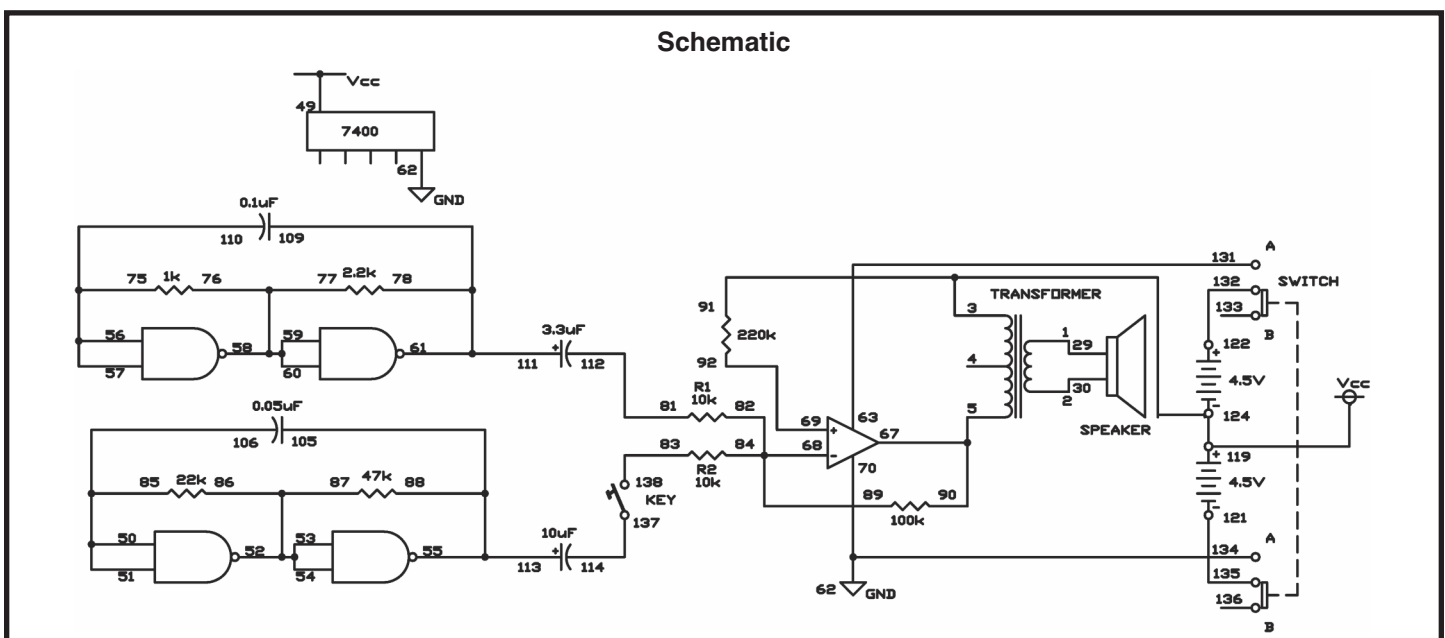 Schematic
Vcc
49
7400
62
GND
0.1uF
110 109
75 1k 76 77 2.2k 78
56
57
58
59
60
61
3.3uF
111 112
0.05uF
106 105
85 22k 86 87 47k 88
50
51
52
53
54
55
10uF
113 114
138
KEY
137
R1
81 10k 82
83 84
R2
10k
91
220k
92
69
+
68
-
63
67
70
89 90
100k
62 GND
TRANSFORMER
3
4
5
1
29
30
2
SPEAKER
A
131
132
SWITCH
133
B
122
+
4.5V
-
124
Vcc
119
+
4.5V
-
121
A
134
135
136
B